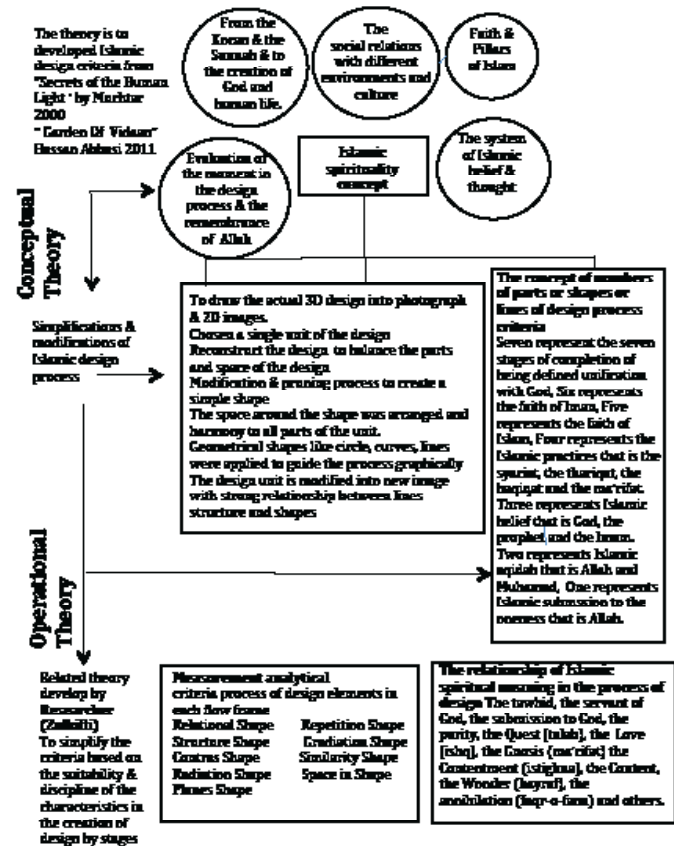 The theory is to
developed Islamic
design criteria from
"Secrets of the Human
Light " by Muchtar
2000
" Garden Of Vidaan"
Hassan Abbasi 2011
From the
Koran & the
Sunnah & to
the creation of
God and
human life.
The
social relations
with different
environments and
culture
Faith &
Pillars
of Islam
Evaluation of
the moment in
the design
process & the
remembrance
of Allah
Islamic
spirituality
concept
The system
of Islamic
belief &
thought
Conceptual
Theory
Simplifications &
modifications of
Islamic design
process
To draw the actual 3D design into photograph
& 2D images.
Chosen a single unit of the design
Reconstruct the design to balance the parts
and space of the design
Modification & pruning process to create a
simple shape
The space around the shape was arranged and
harmony to all parts of the unit.
Geometrical shapes like circle, curves, lines
were applied to guide the process graphically
The design unit is modified into new image
with strong relationship between lines
structure and shapes
The concept of numbers
of parts or shapes or
lines of design process
criteria
Seven represent the seven
stages of completion of
being defined unification
with God, Six represents
the faith of Iman, Five
represents the faith of
Islam, Four represents the
Islamic practices that is the
syariat, the thariqat, the
haqiqat and the ma'rifat.
Three represents Islamic
belief that is God, the
prophet and the
Two represents Islamic
aqidah that is Allah and
Muhamad, One represents
Islamic submission to the
oneness that is Allah.
Operational
Theory
Related theory
develop by
Researcher
(Zulkifli)
To simplify the
criteria based on
the suitability &
discipline of the
characteristics in
the creation of
design by stages
Measurement analytical
criteria process of design elements in
each flow frame
Relational Shape Repetition Shape
Structure Shape Gradation Shape
Contras Shape Similarity Shape
Radiation Shape Space in Shape
Planes Shape
The relationship of Islamic
spiritual meaning in the process of
design The tawhid, the servant of
God, the submission to God, the
purity, the Quest [talab], the Love
[ishq], the Gnosis (ma'rifat) the
Contentment [istighna], the Content,
the Wonder (hayraf], the
annihilation (faqr-o-fana) and others.